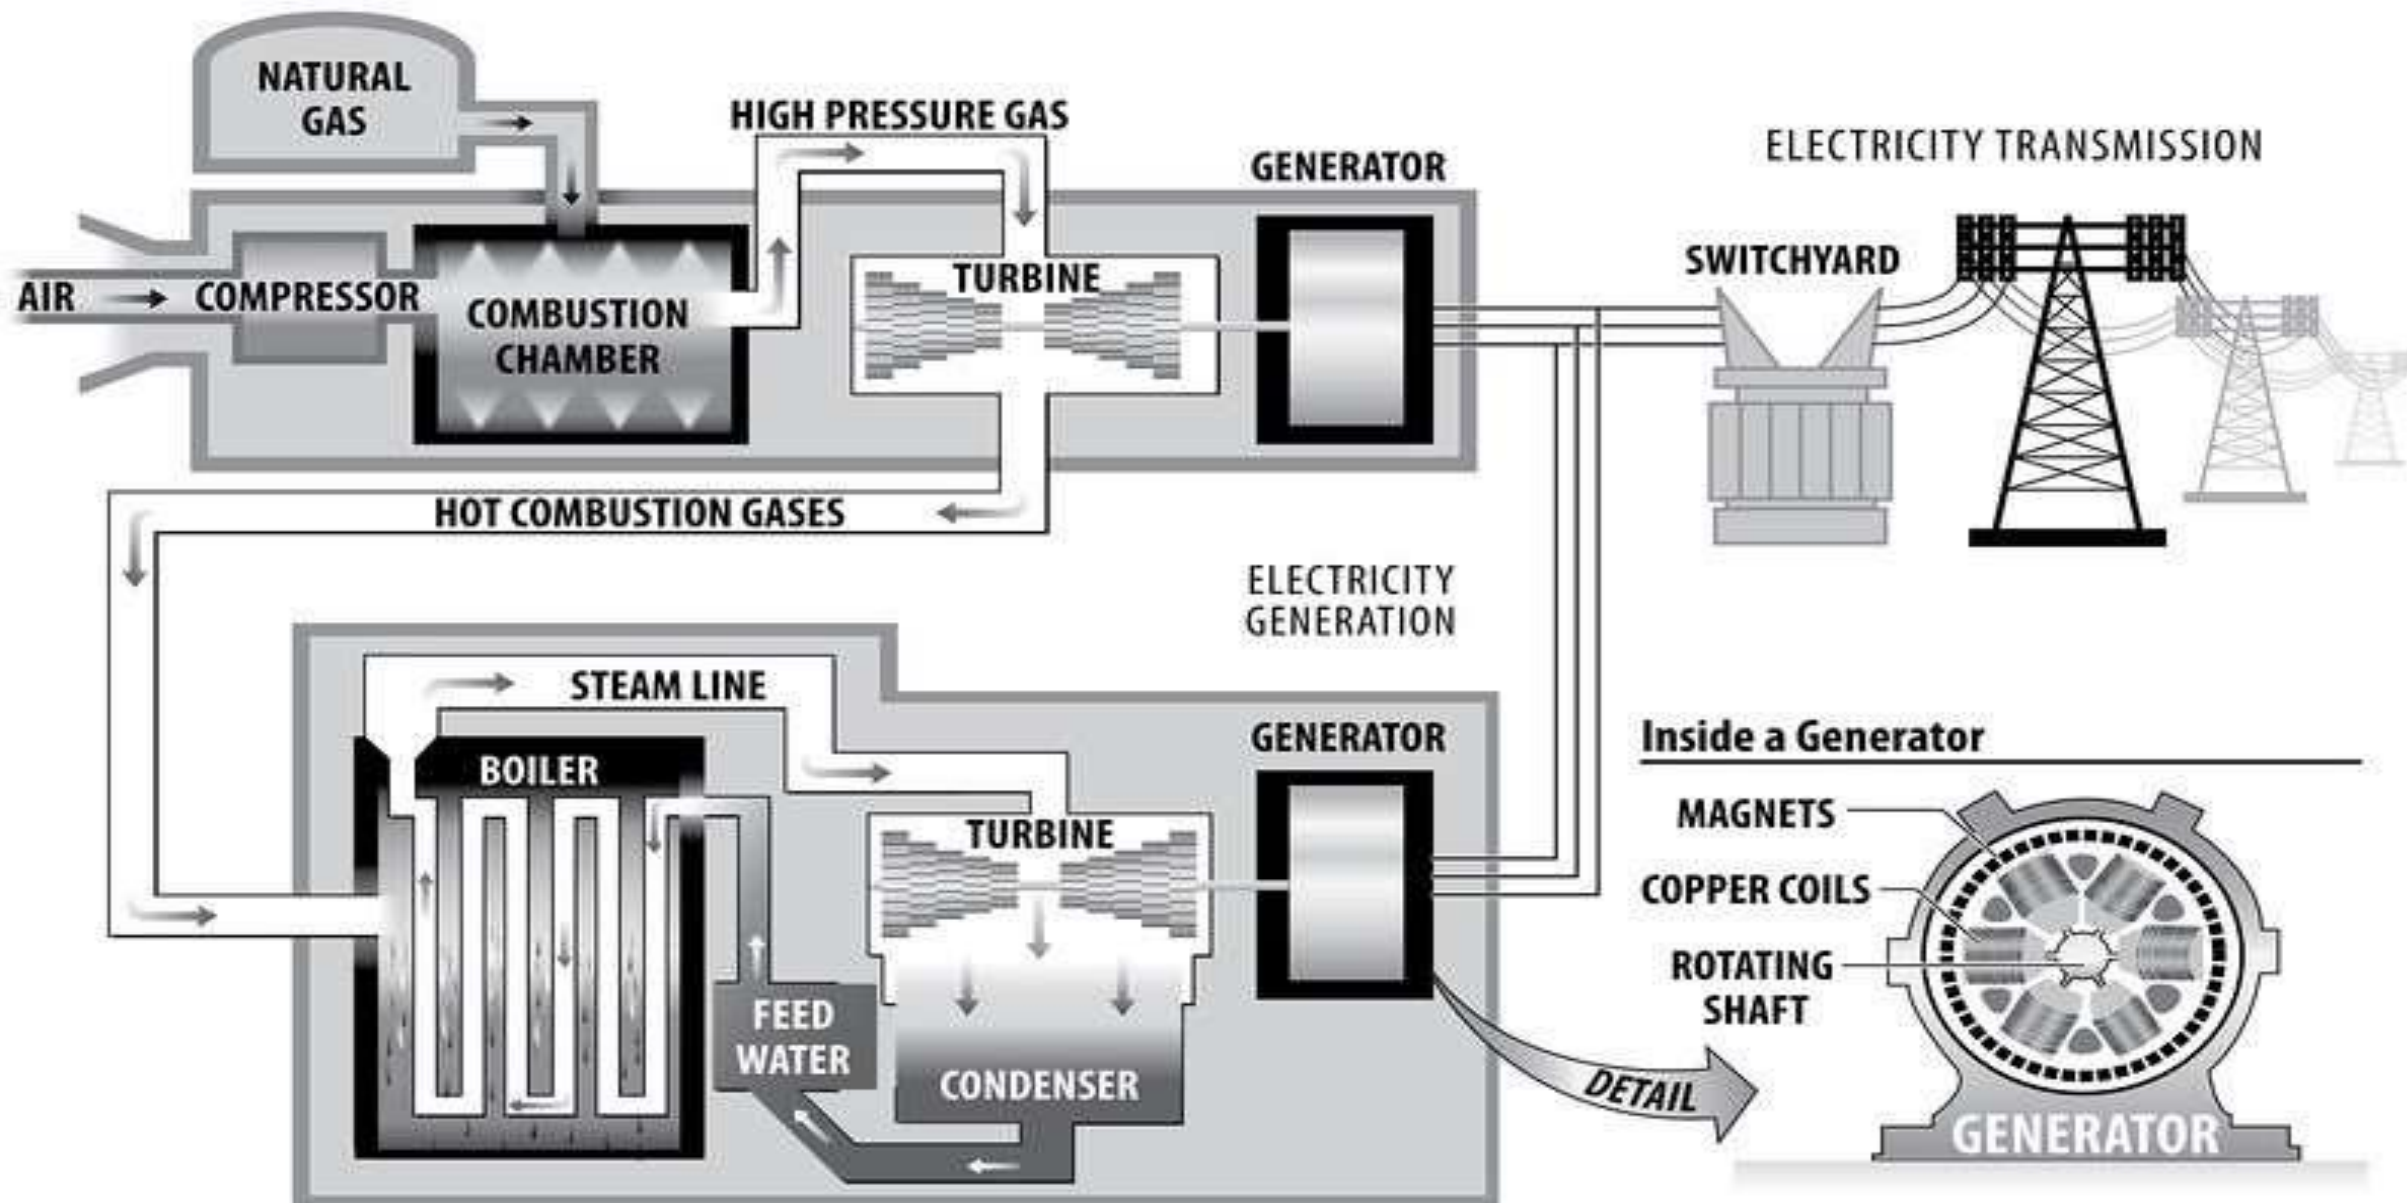 NATURAL
GAS
HIGH PRESSURE GAS
GENERATOR
ELECTRICITY TRANSMISSION
AIR
COMPRESSOR
COMBUSTION
CHAMBER
TURBINE
SWITCHYARD
HOT COMBUSTION GASES
ELECTRICITY
GENERATION
STEAM LINE
BOILER
TURBINE
GENERATOR
FEED
WATER
CONDENSER
Inside a Generator
MAGNETS
COPPER COILS
ROTATING
SHAFT
DETAIL
GENERATOR